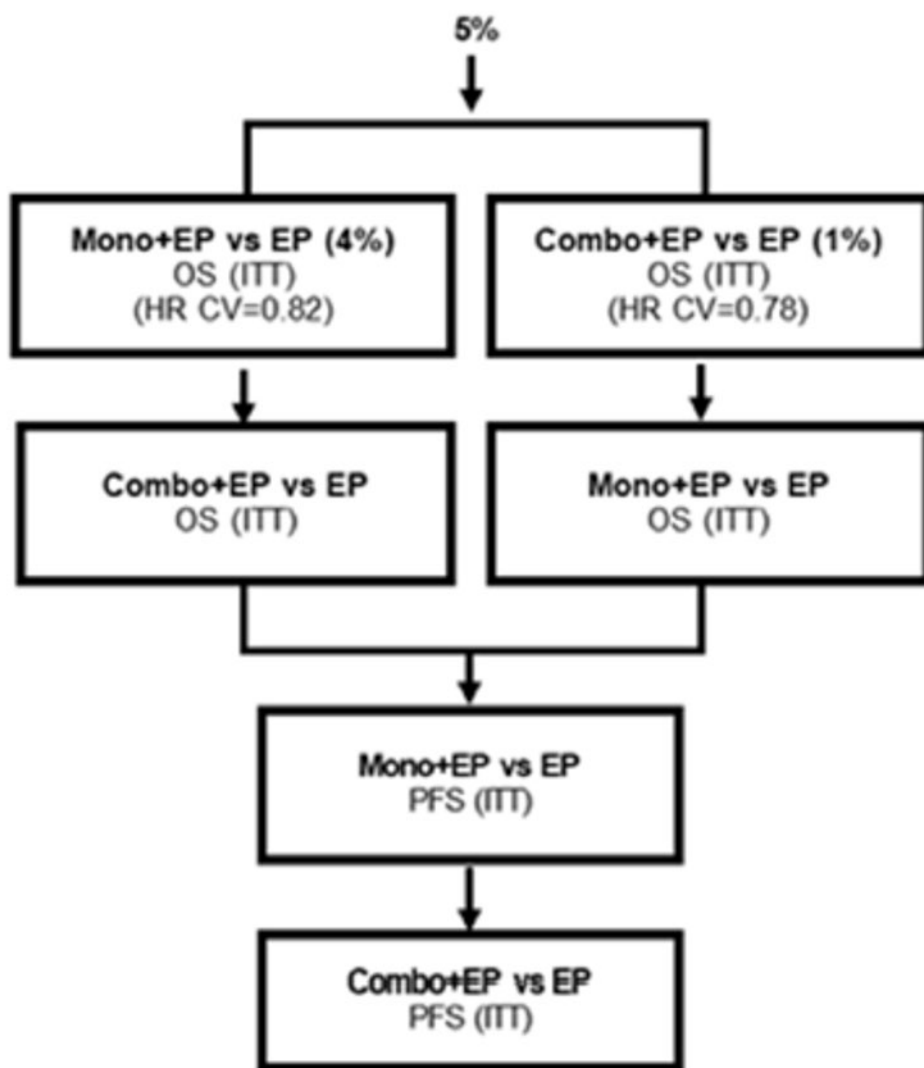 5%
Mono+EP vs EP (4%)
OS (ITT)
(HR CV=0.82)
Combo+EP vs EP (1%)
OS (ITT)
(HR CV=0.78)
Combo+EP vs EP
OS (ITT)
Mono+EP vs EP
OS (ITT)
Mono+EP vs EP
PFS (ITT)
Combo+EP vs EP
PFS (ITT)